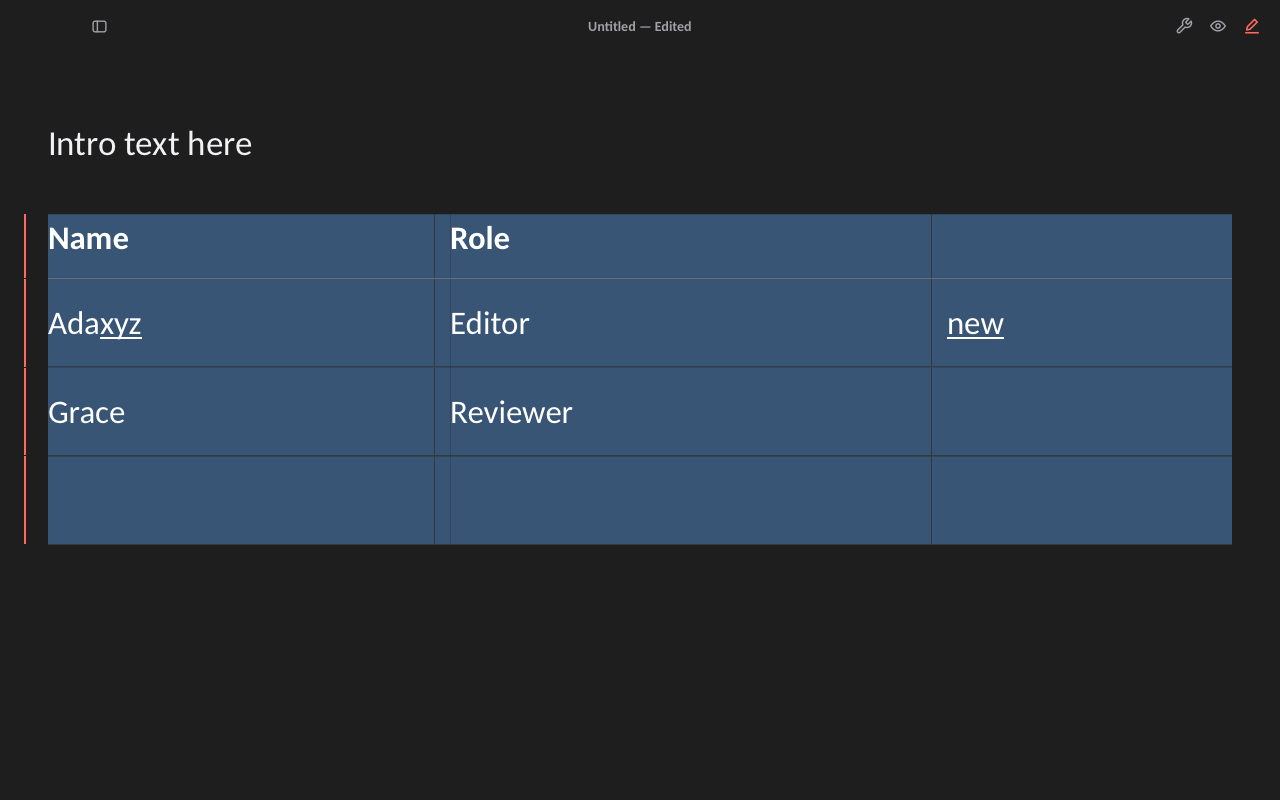 Untitled — Edited
Intro text here
Name Role
Adaxyz Editor new
Grace Reviewer